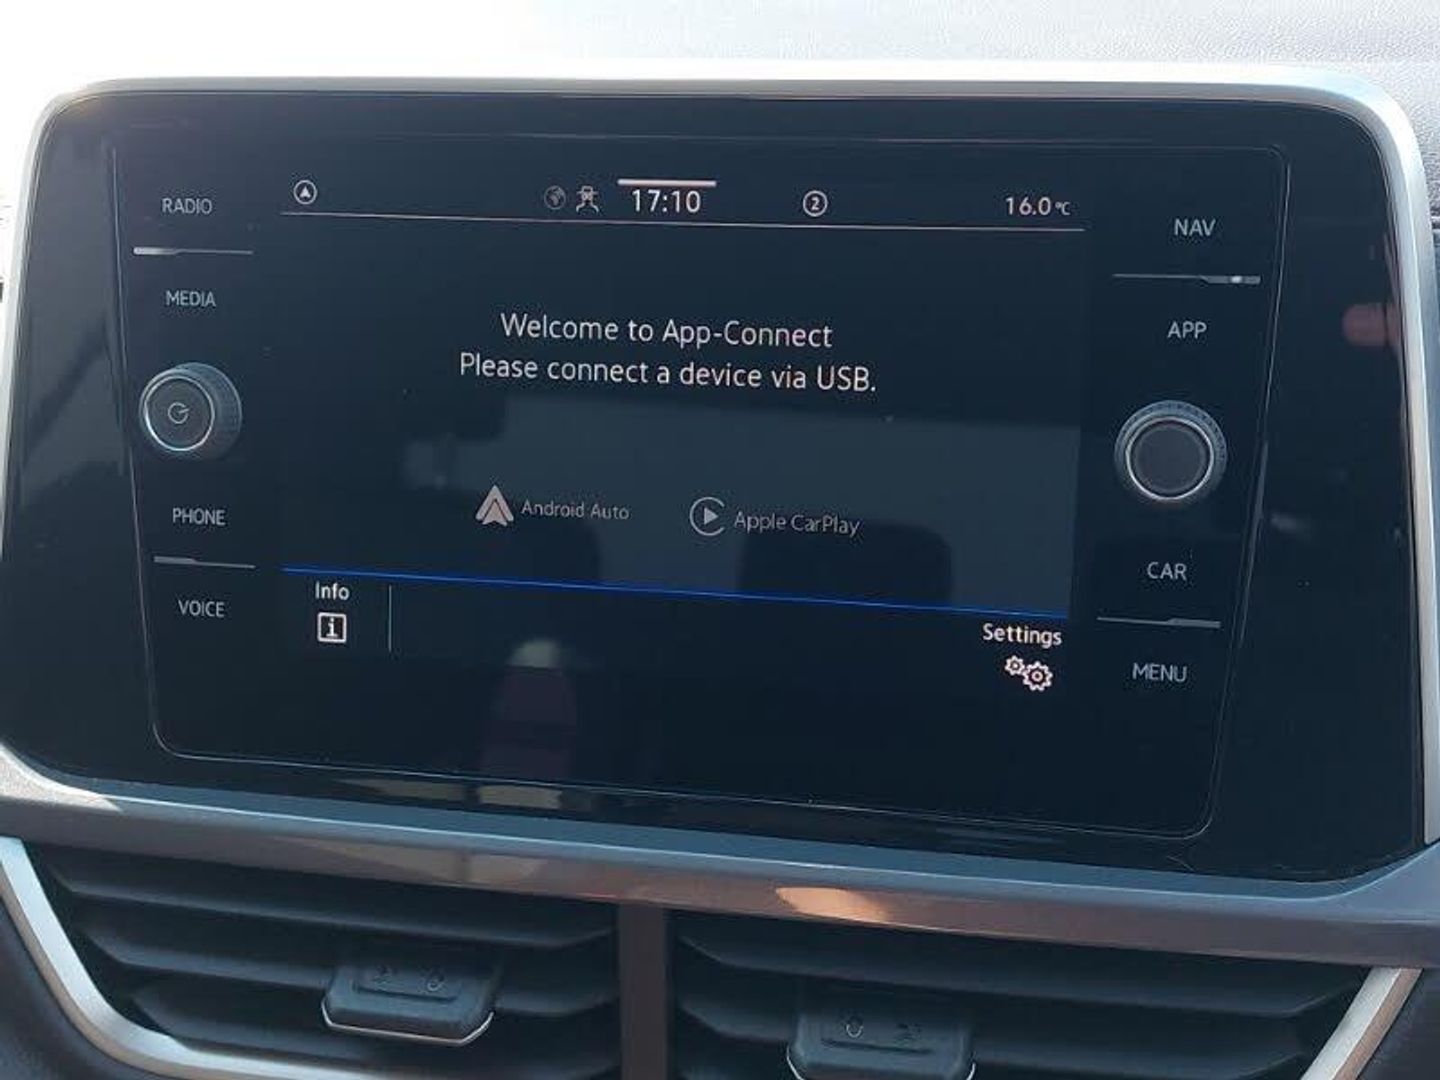 RADIO
17:10
2
16.0°C
NAV
MEDIA
Welcome to App-Connect
Please connect a device via USB.
APP
PHONE
Android Auto
Apple CarPlay
CAR
VOICE
Info
i
Settings
MENU